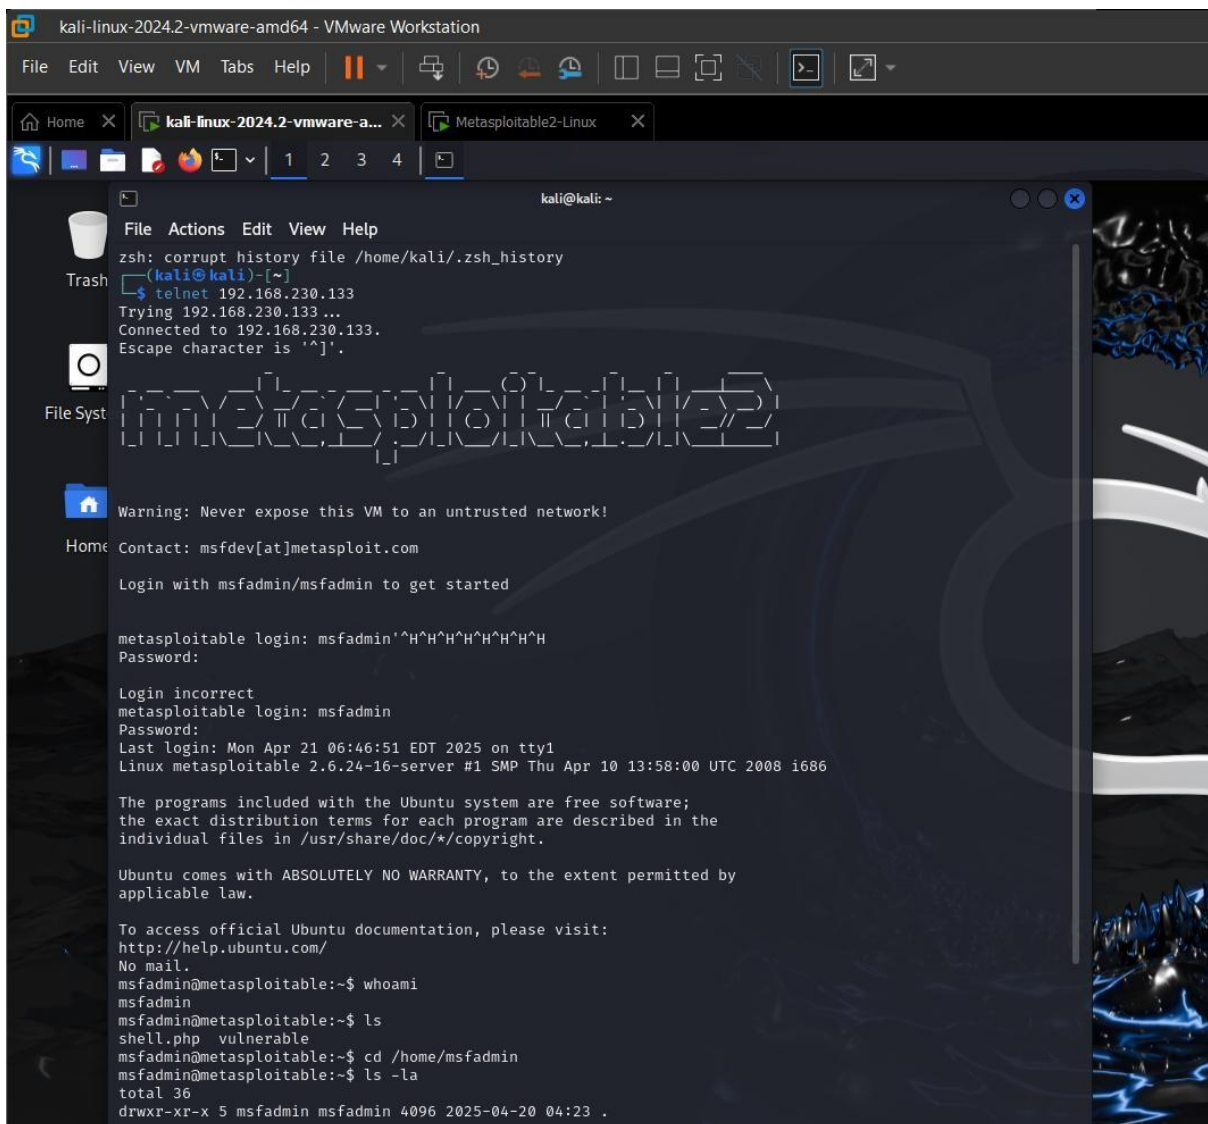 kali-linux-2024.2-vmware-amd64 - VMware Workstation
File Edit View VM Tabs Help
Home kali-linux-2024.2-vmware-a... Metasploitable2-Linux
1 2 3 4
kali@kali: ~
File Actions Edit View Help
zsh: corrupt history file /home/kali/.zsh_history
(kali㉿kali)-[~]
$ telnet 192.168.230.133
Trying 192.168.230.133 ...
Connected to 192.168.230.133.
Escape character is '^]'.
metasploitable2
Warning: Never expose this VM to an untrusted network!
Contact: msfdev[at]metasploit.com
Login with msfadmin/msfadmin to get started
metasploitable login: msfadmin'^H^H^H^H^H^H^H^H
Password:
Login incorrect
metasploitable login: msfadmin
Password:
Last login: Mon Apr 21 06:46:51 EDT 2025 on tty1
Linux metasploitable 2.6.24-16-server #1 SMP Thu Apr 10 13:58:00 UTC 2008 i686
The programs included with the Ubuntu system are free software;
the exact distribution terms for each program are described in the
individual files in /usr/share/doc/*/copyright.
Ubuntu comes with ABSOLUTELY NO WARRANTY, to the extent permitted by
applicable law.
To access official Ubuntu documentation, please visit:
http://help.ubuntu.com/
No mail.
msfadmin@metasploitable:~$ whoami
msfadmin
msfadmin@metasploitable:~$ ls
shell.php vulnerable
msfadmin@metasploitable:~$ cd /home/msfadmin
msfadmin@metasploitable:~$ ls -la
total 36
drwxr-xr-x 5 msfadmin msfadmin 4096 2025-04-20 04:23 .
Trash
File Syst
Home